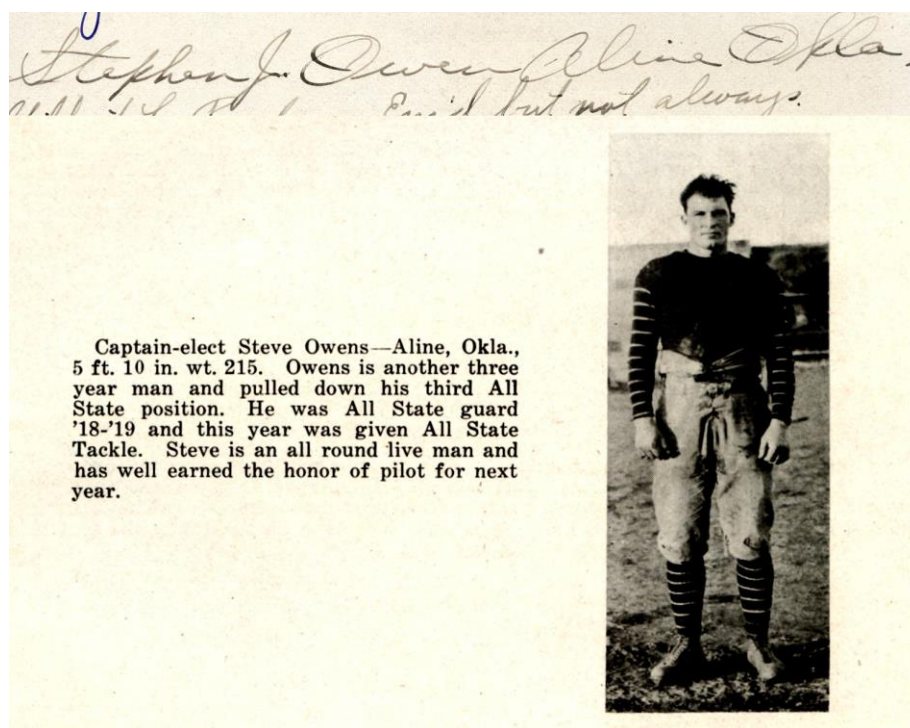 Stephen J. Owen Aline Okla.
Enid but not always.
Captain-elect Steve Owens—Aline, Okla.,
5 ft. 10 in. wt. 215. Owens is another three
year man and pulled down his third All
State position. He was All State guard
'18-'19 and this year was given All State
Tackle. Steve is an all round live man and
has well earned the honor of pilot for next
year.